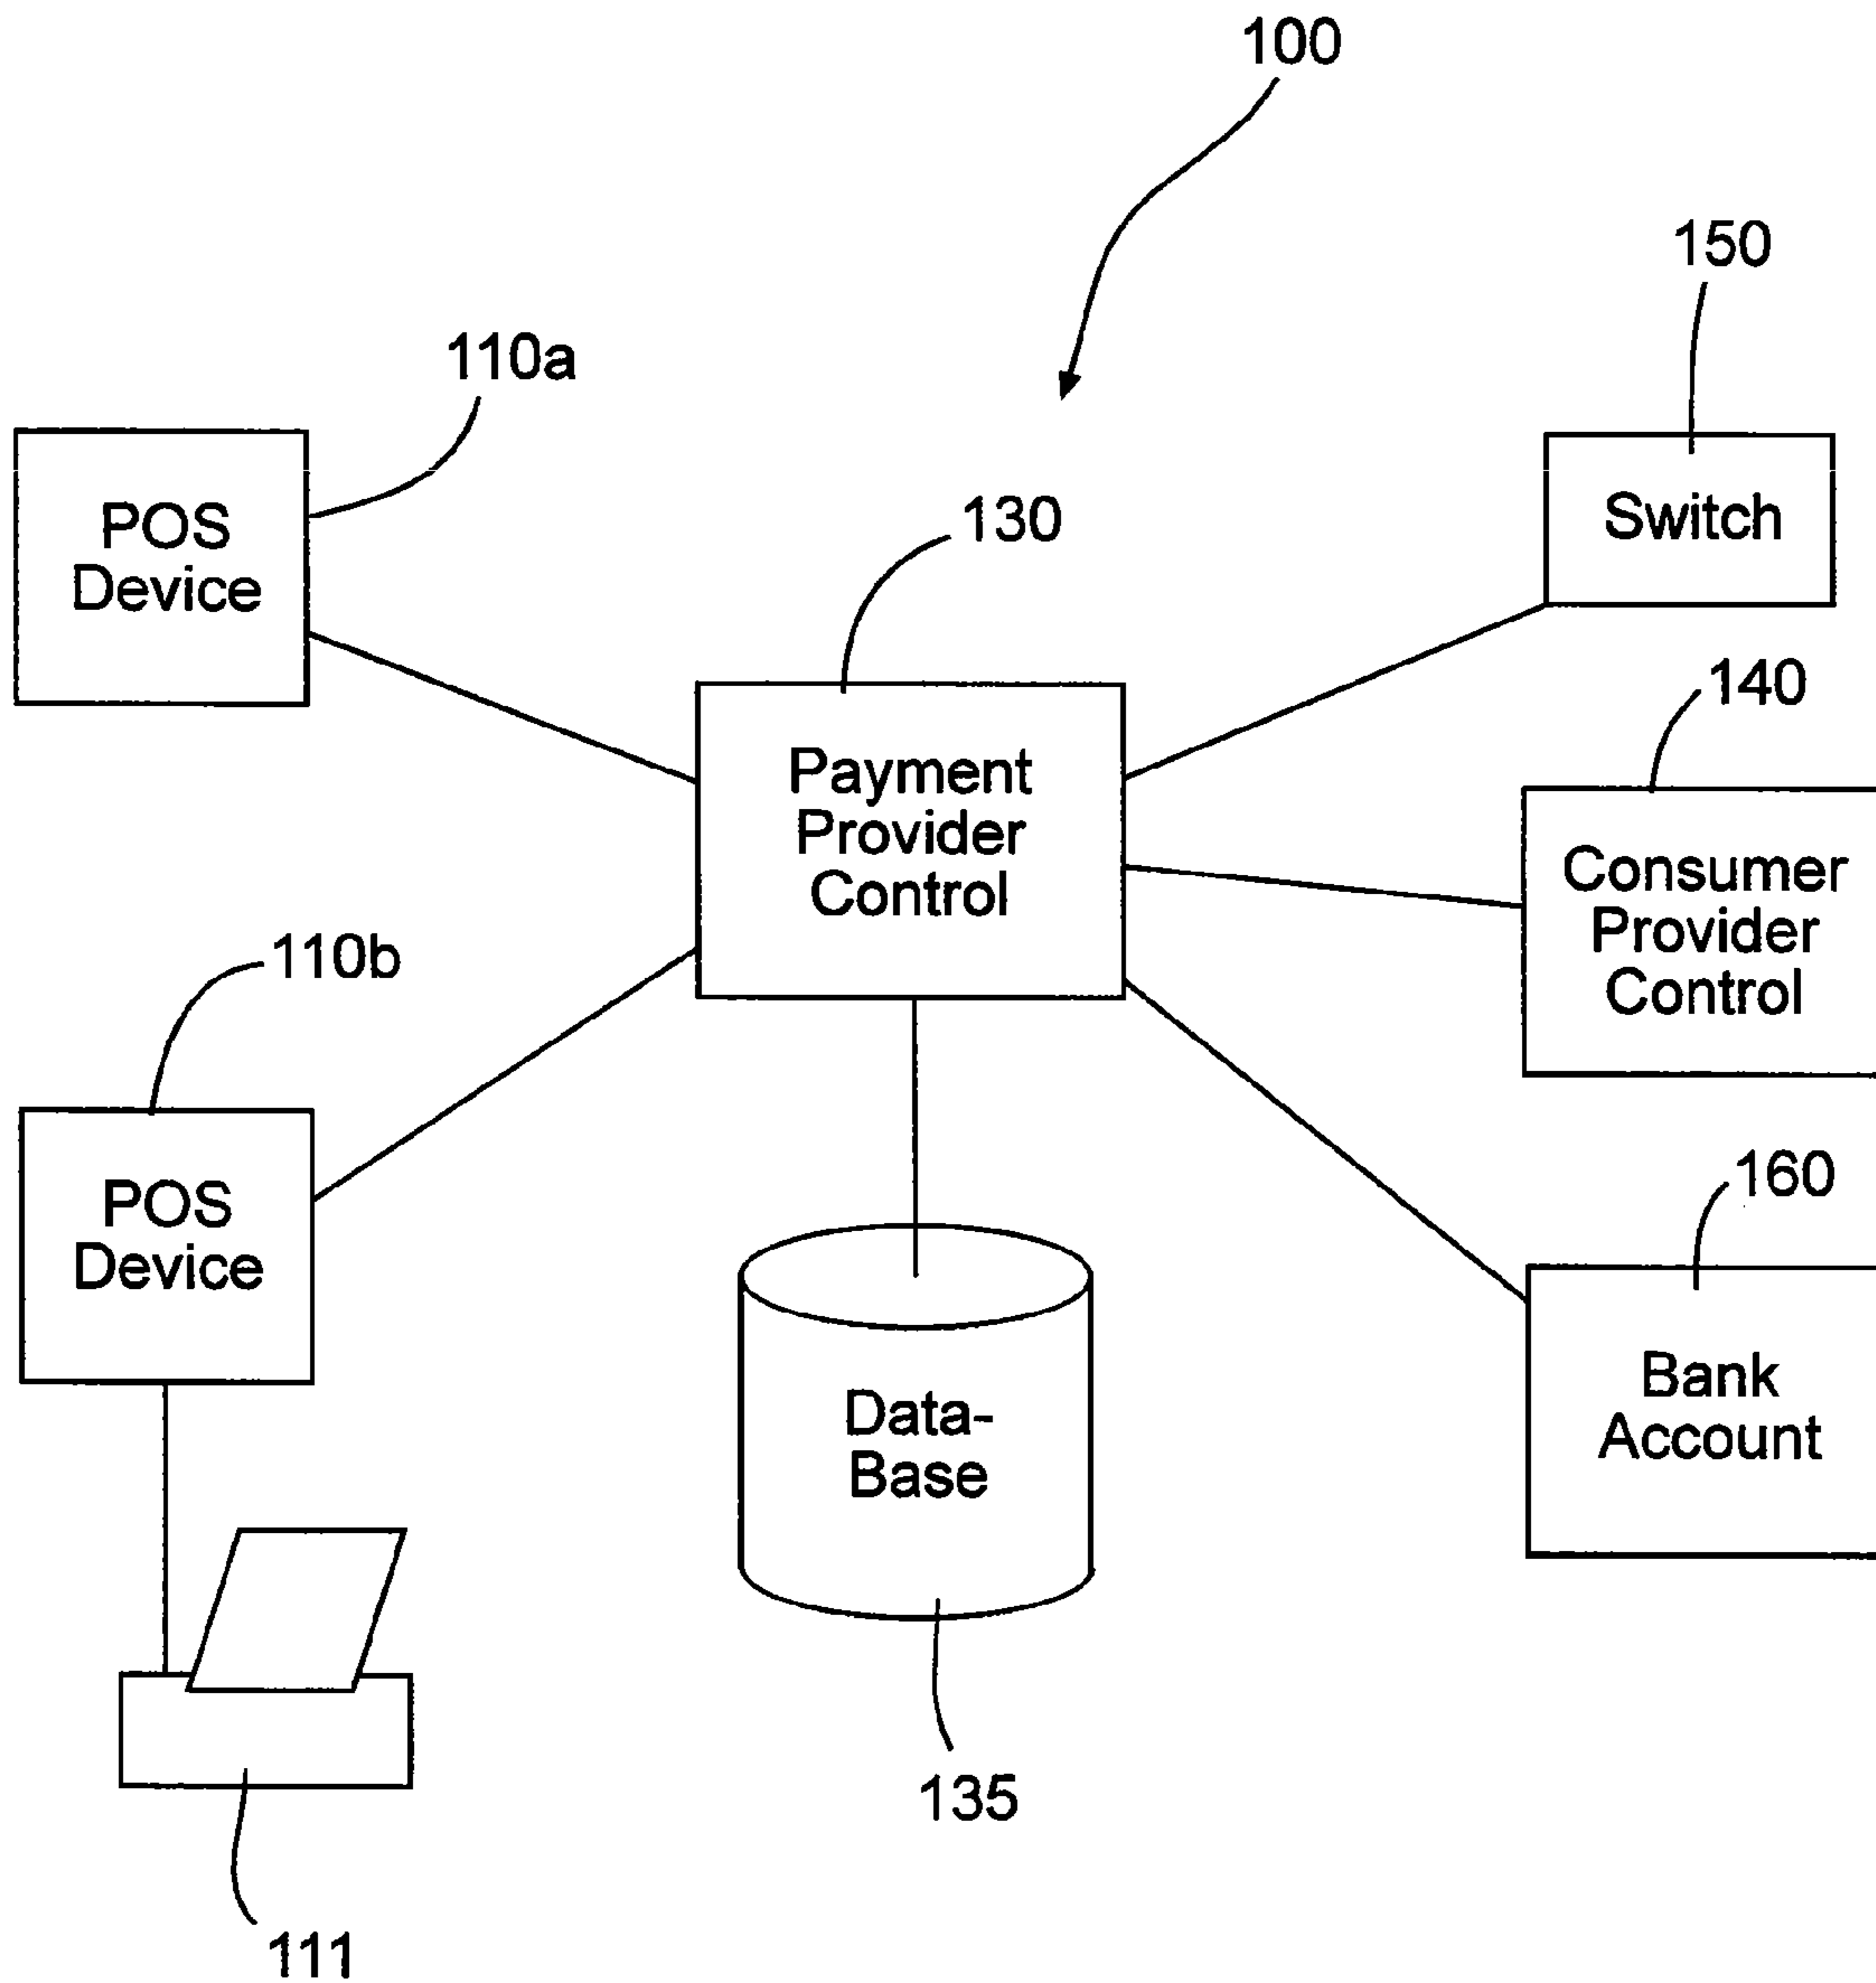 100
150
110a
POS
Device
130
Switch
140
Payment
Provider
Control
Consumer
Provider
Control
110b
160
POS
Device
Bank
Account
Data-
Base
135
111